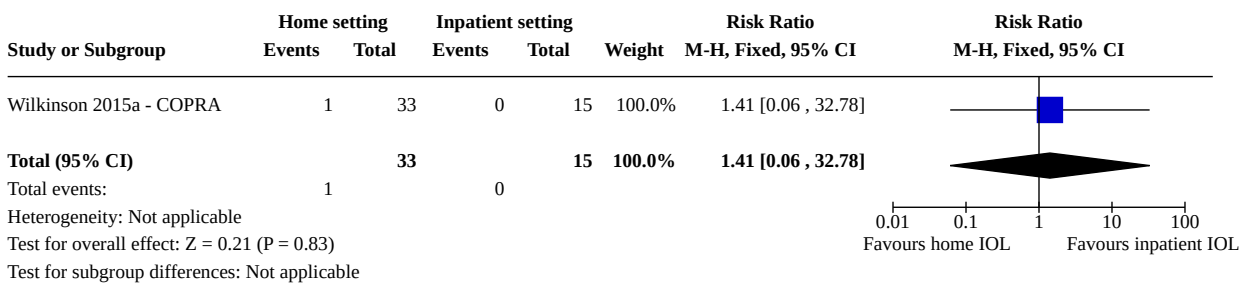 Home setting Inpatient setting Risk Ratio Risk Ratio
Study or Subgroup Events Total Events Total Weight M-H, Fixed, 95% CI M-H, Fixed, 95% CI
Wilkinson 2015a - COPRA 1 33 0 15 100.0% 1.41 [0.06 , 32.78]
Total (95% CI) 33 15 100.0% 1.41 [0.06 , 32.78]
Total events: 1 0
Heterogeneity: Not applicable
0.01 0.1 1 10 100
Test for overall effect: Z = 0.21 (P = 0.83)
Favours home IOL Favours inpatient IOL
Test for subgroup differences: Not applicable